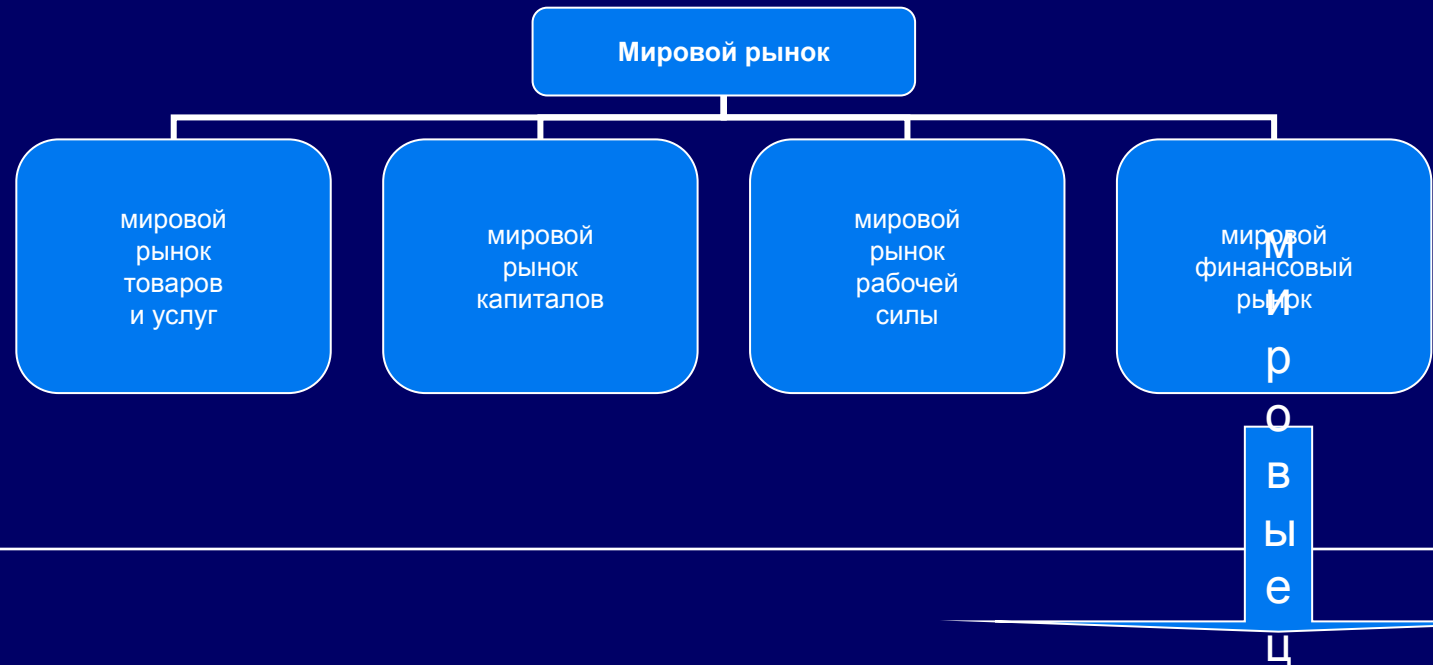 Мировой рынок
мировой
рынок
товаров
и услуг
мировой
рынок
капиталов
мировой
рынок
рабочей
силы
мировой
финансовый
рынок
м
и
р
о
в
ы
е
ц